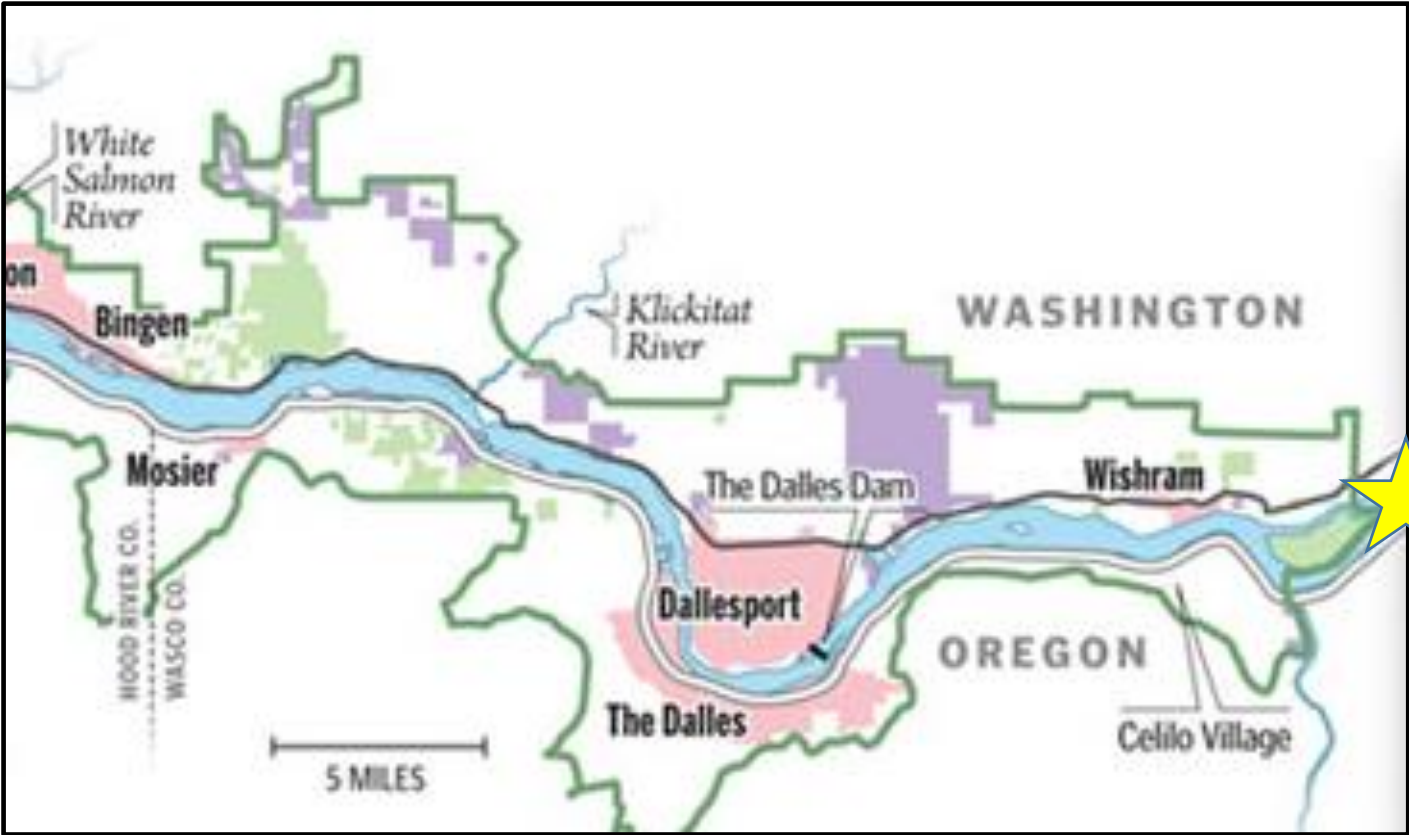 White
Salmon
River
on
Bingen
Klickitat
River
WASHINGTON
Mosier
The Dalles Dam
Wishram
HOOD RIVER CO.
WASCO CO.
Dallesport
OREGON
The Dalles
Celilo Village
5 MILES